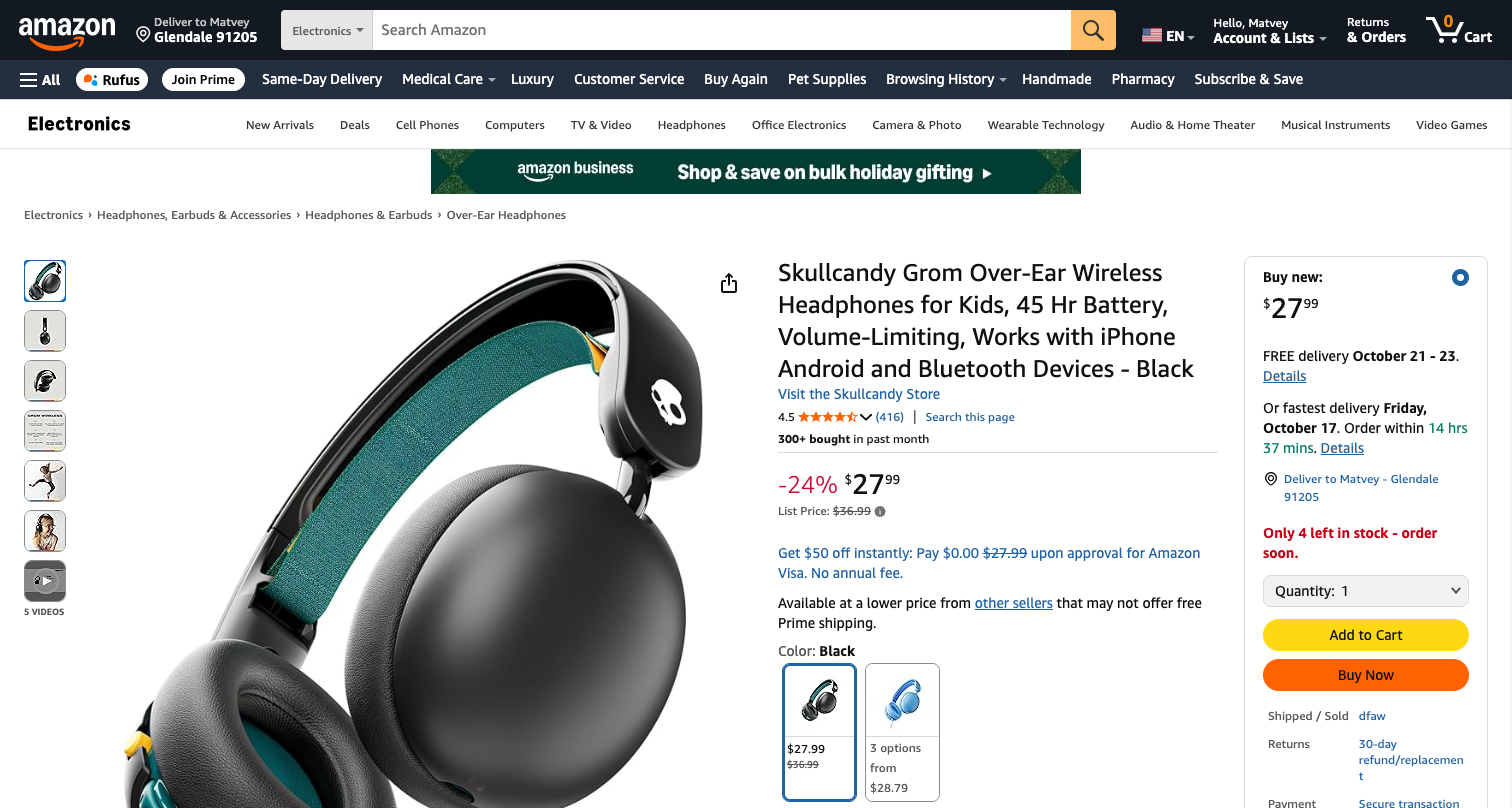 amazon
Deliver to Matvey
Glendale 91205
Electronics
Search Amazon
EN
Hello, Matvey
Account & Lists
Returns
& Orders
0
Cart
All
Rufus
Join Prime
Same-Day Delivery
Medical Care
Luxury
Customer Service
Buy Again
Pet Supplies
Browsing History
Handmade
Pharmacy
Subscribe & Save
Electronics
New Arrivals
Deals
Cell Phones
Computers
TV & Video
Headphones
Office Electronics
Camera & Photo
Wearable Technology
Audio & Home Theater
Musical Instruments
Video Games
amazon business
Shop & save on bulk holiday gifting
Electronics › Headphones, Earbuds & Accessories › Headphones & Earbuds › Over-Ear Headphones
5 VIDEOS
Skullcandy Grom Over-Ear Wireless
Headphones for Kids, 45 Hr Battery,
Volume-Limiting, Works with iPhone
Android and Bluetooth Devices - Black
Visit the Skullcandy Store
4.5 (416) | Search this page
300+ bought in past month
-24% $27 99
List Price: $36.99
Get $50 off instantly: Pay $0.00 $27.99 upon approval for Amazon
Visa. No annual fee.
Available at a lower price from other sellers that may not offer free
Prime shipping.
Color: Black
$27.99
$36.99
3 options
from
$28.79
Buy new:
$27 99
FREE delivery October 21 - 23.
Details
Or fastest delivery Friday,
October 17. Order within 14 hrs
37 mins. Details
Deliver to Matvey - Glendale
91205
Only 4 left in stock - order
soon.
Quantity: 1
Add to Cart
Buy Now
Shipped / Sold dfaw
Returns 30-day
refund/replacemen
t
Payment Secure transaction